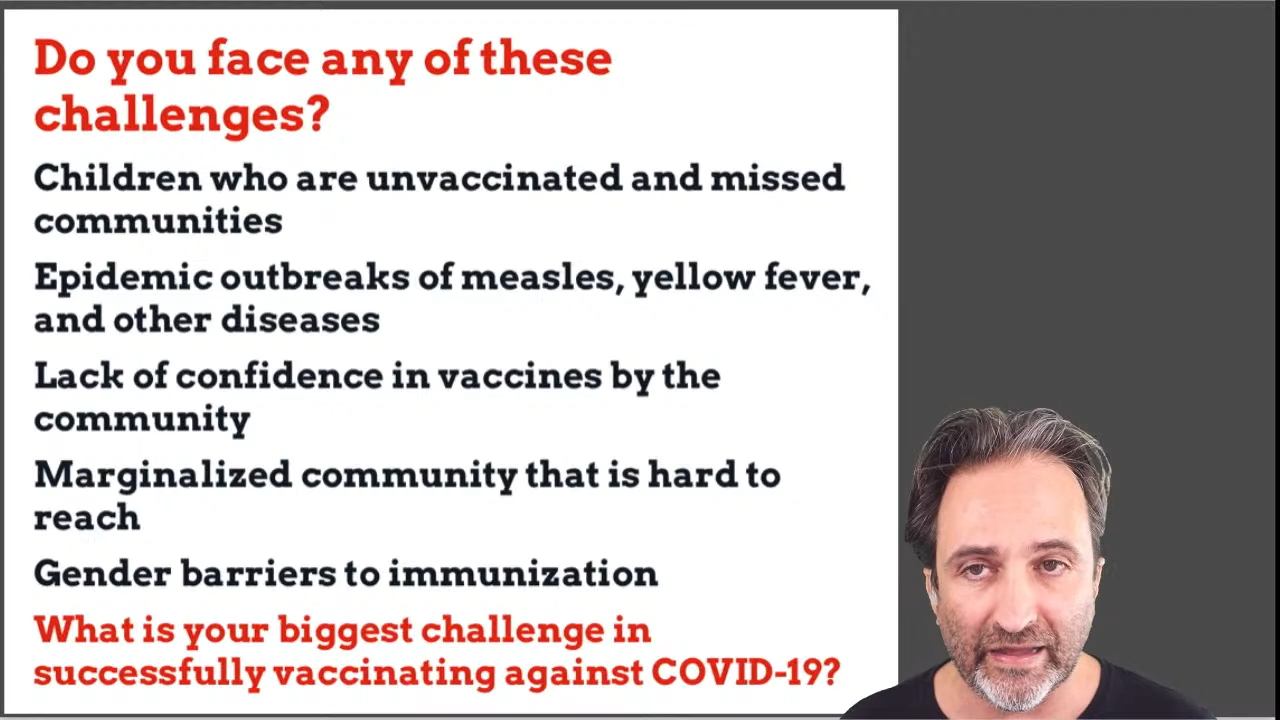 Do you face any of these
challenges?
Children who are unvaccinated and missed
communities
Epidemic outbreaks of measles, yellow fever,
and other diseases
Lack of confidence in vaccines by the
community
Marginalized community that is hard to
reach
Gender barriers to immunization
What is your biggest challenge in
successfully vaccinating against COVID-19?